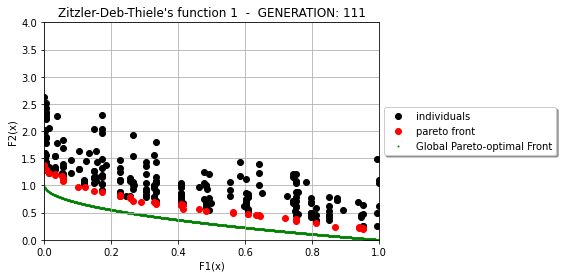 Zitzler-Deb-Thiele's function 1 - GENERATION: 111
4.0
3.5
3.0
2.5
2.0
1.5
1.0
0.5
0.0
F2(x)
0.0 0.2 0.4 0.6 0.8 1.0
F1(x)
individuals
pareto front
Global Pareto-optimal Front